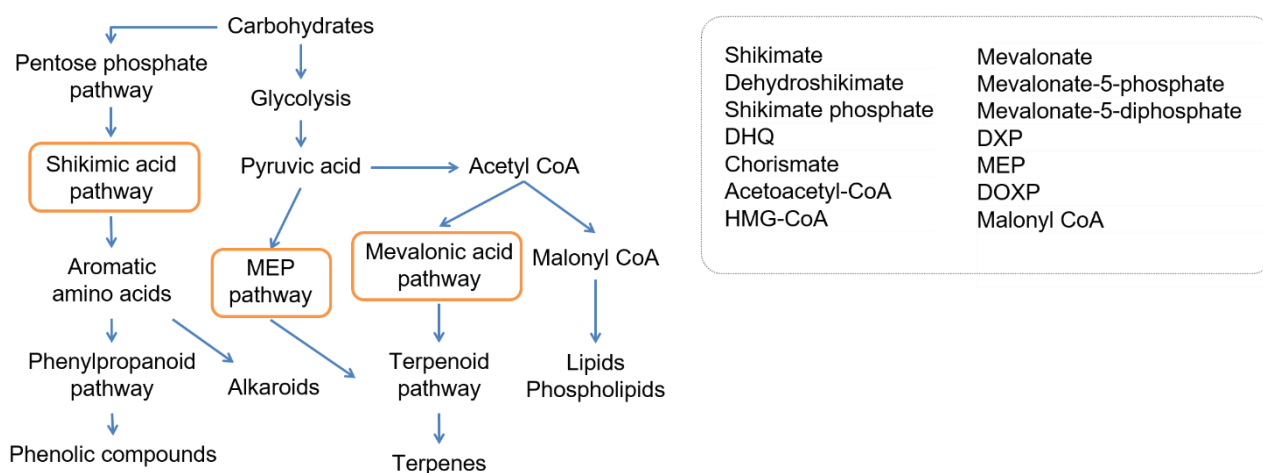 Carbohydrates
Pentose phosphate
pathway
Glycolysis
Shikimic acid
pathway
Pyruvic acid
Acetyl CoA
Aromatic
amino acids
MEP
pathway
Mevalonic acid
pathway
Malonyl CoA
Phenylpropanoid
pathway
Alkaroids
Terpenoid
pathway
Lipids
Phospholipids
Phenolic compounds
Terpenes
Shikimate
Dehydroshikimate
Shikimate phosphate
DHQ
Chorismate
Acetoacetyl-CoA
HMG-CoA
Mevalonate
Mevalonate-5-phosphate
Mevalonate-5-diphosphate
DXP
MEP
DOXP
Malonyl CoA